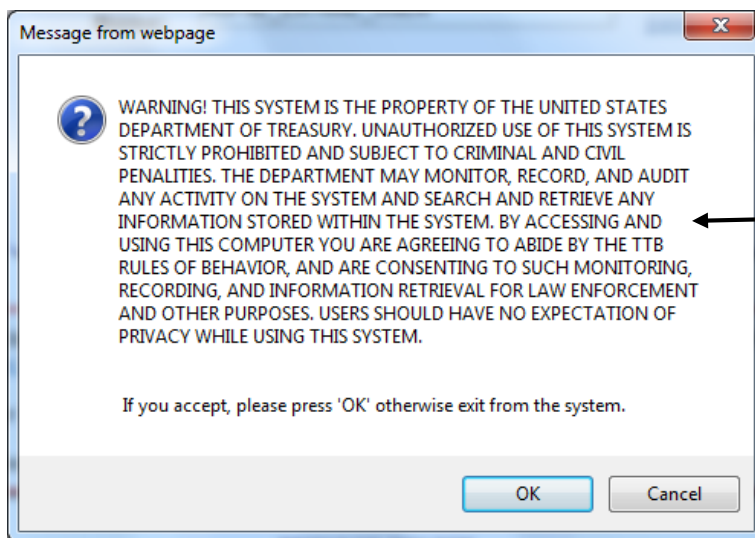 Message from webpage
WARNING! THIS SYSTEM IS THE PROPERTY OF THE UNITED STATES
DEPARTMENT OF TREASURY. UNAUTHORIZED USE OF THIS SYSTEM IS
STRICTLY PROHIBITED AND SUBJECT TO CRIMINAL AND CIVIL
PENALITIES. THE DEPARTMENT MAY MONITOR, RECORD, AND AUDIT
ANY ACTIVITY ON THE SYSTEM AND SEARCH AND RETRIEVE ANY
INFORMATION STORED WITHIN THE SYSTEM. BY ACCESSING AND
USING THIS COMPUTER YOU ARE AGREEING TO ABIDE BY THE TTB
RULES OF BEHAVIOR, AND ARE CONSENTING TO SUCH MONITORING,
RECORDING, AND INFORMATION RETRIEVAL FOR LAW ENFORCEMENT
AND OTHER PURPOSES. USERS SHOULD HAVE NO EXPECTATION OF
PRIVACY WHILE USING THIS SYSTEM.
If you accept, please press 'OK' otherwise exit from the system.
OK Cancel